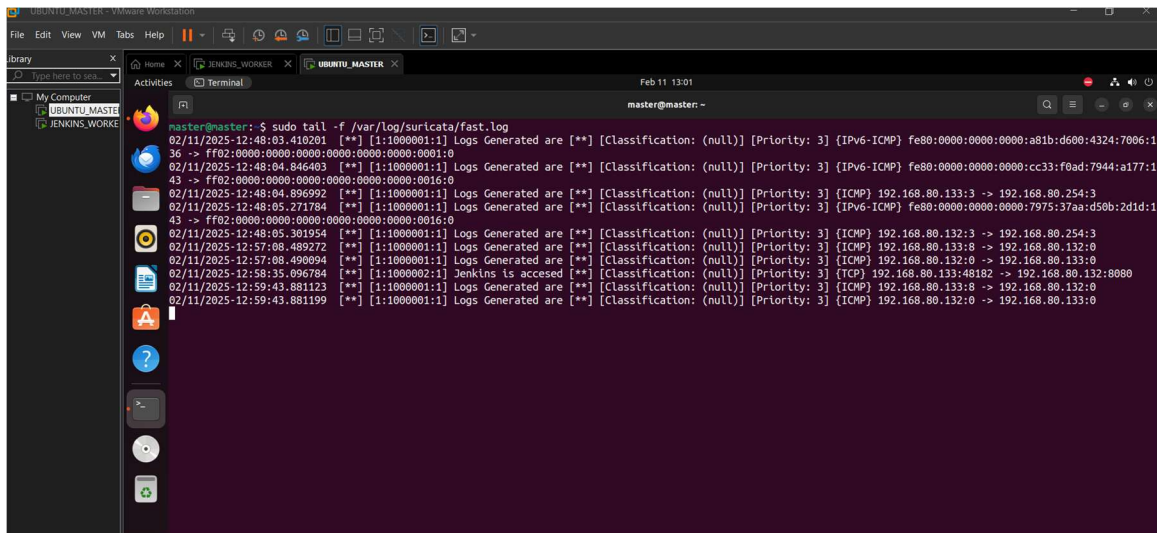 UBUNTU_MASTER - VMware Workstation
File Edit View VM Tabs Help
Library X
Home X JENKINS_WORKER X UBUNTU_MASTER X
Type here to sea...
Activities Terminal Feb 11 13:01
My Computer
UBUNTU_MASTE
JENKINS_WORKE
master@master: ~
master@master:~$ sudo tail -f /var/log/suricata/fast.log
02/11/2025-12:48:03.410201 [**] [1:1000001:1] Logs Generated are [**] [Classification: (null)] [Priority: 3] {IPv6-ICMP} fe80:0000:0000:0000:a81b:d600:4324:7006:1
36 -> ff02:0000:0000:0000:0000:0000:0001:0
02/11/2025-12:48:04.846403 [**] [1:1000001:1] Logs Generated are [**] [Classification: (null)] [Priority: 3] {IPv6-ICMP} fe80:0000:0000:0000:cc33:f0ad:7944:a177:1
43 -> ff02:0000:0000:0000:0000:0000:0016:0
02/11/2025-12:48:04.896992 [**] [1:1000001:1] Logs Generated are [**] [Classification: (null)] [Priority: 3] {ICMP} 192.168.80.133:3 -> 192.168.80.254:3
02/11/2025-12:48:05.271784 [**] [1:1000001:1] Logs Generated are [**] [Classification: (null)] [Priority: 3] {IPv6-ICMP} fe80:0000:0000:0000:7975:37aa:d50b:2d1d:1
43 -> ff02:0000:0000:0000:0000:0000:0016:0
02/11/2025-12:48:05.301954 [**] [1:1000001:1] Logs Generated are [**] [Classification: (null)] [Priority: 3] {ICMP} 192.168.80.132:3 -> 192.168.80.254:3
02/11/2025-12:57:08.489272 [**] [1:1000001:1] Logs Generated are [**] [Classification: (null)] [Priority: 3] {ICMP} 192.168.80.133:8 -> 192.168.80.132:0
02/11/2025-12:57:08.490094 [**] [1:1000001:1] Logs Generated are [**] [Classification: (null)] [Priority: 3] {ICMP} 192.168.80.132:0 -> 192.168.80.133:0
02/11/2025-12:58:35.096784 [**] [1:1000002:1] Jenkins is accesed [**] [Classification: (null)] [Priority: 3] {TCP} 192.168.80.133:48182 -> 192.168.80.132:8080
02/11/2025-12:59:43.881123 [**] [1:1000001:1] Logs Generated are [**] [Classification: (null)] [Priority: 3] {ICMP} 192.168.80.133:8 -> 192.168.80.132:0
02/11/2025-12:59:43.881199 [**] [1:1000001:1] Logs Generated are [**] [Classification: (null)] [Priority: 3] {ICMP} 192.168.80.132:0 -> 192.168.80.133:0